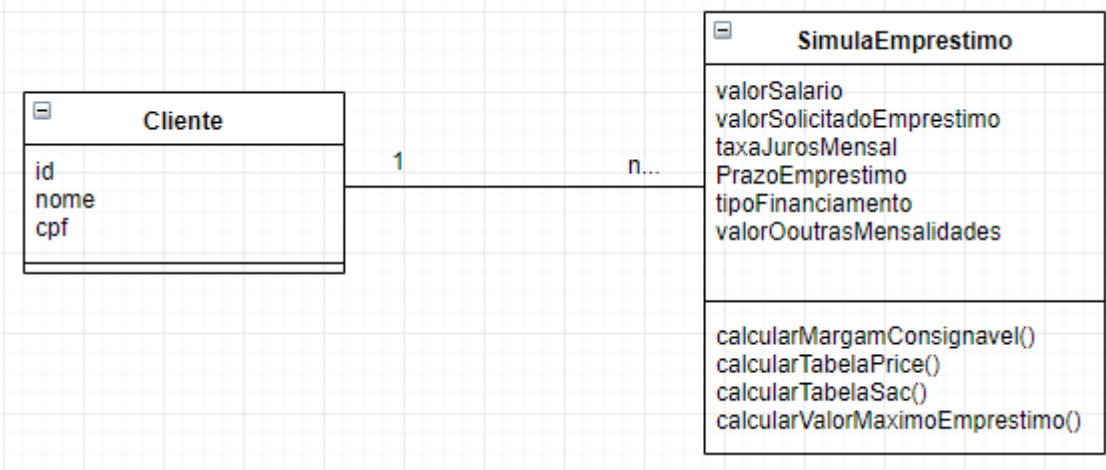 Cliente
id
nome
cpf
1
n...
SimulaEmprestimo
valorSalario
valorSolicitadoEmprestimo
taxaJurosMensal
PrazoEmprestimo
tipoFinanciamento
valorOoutrasMensalidades
calcularMargamConsignavel()
calcularTabelaPrice()
calcularTabelaSac()
calcularValorMaximoEmprestimo()